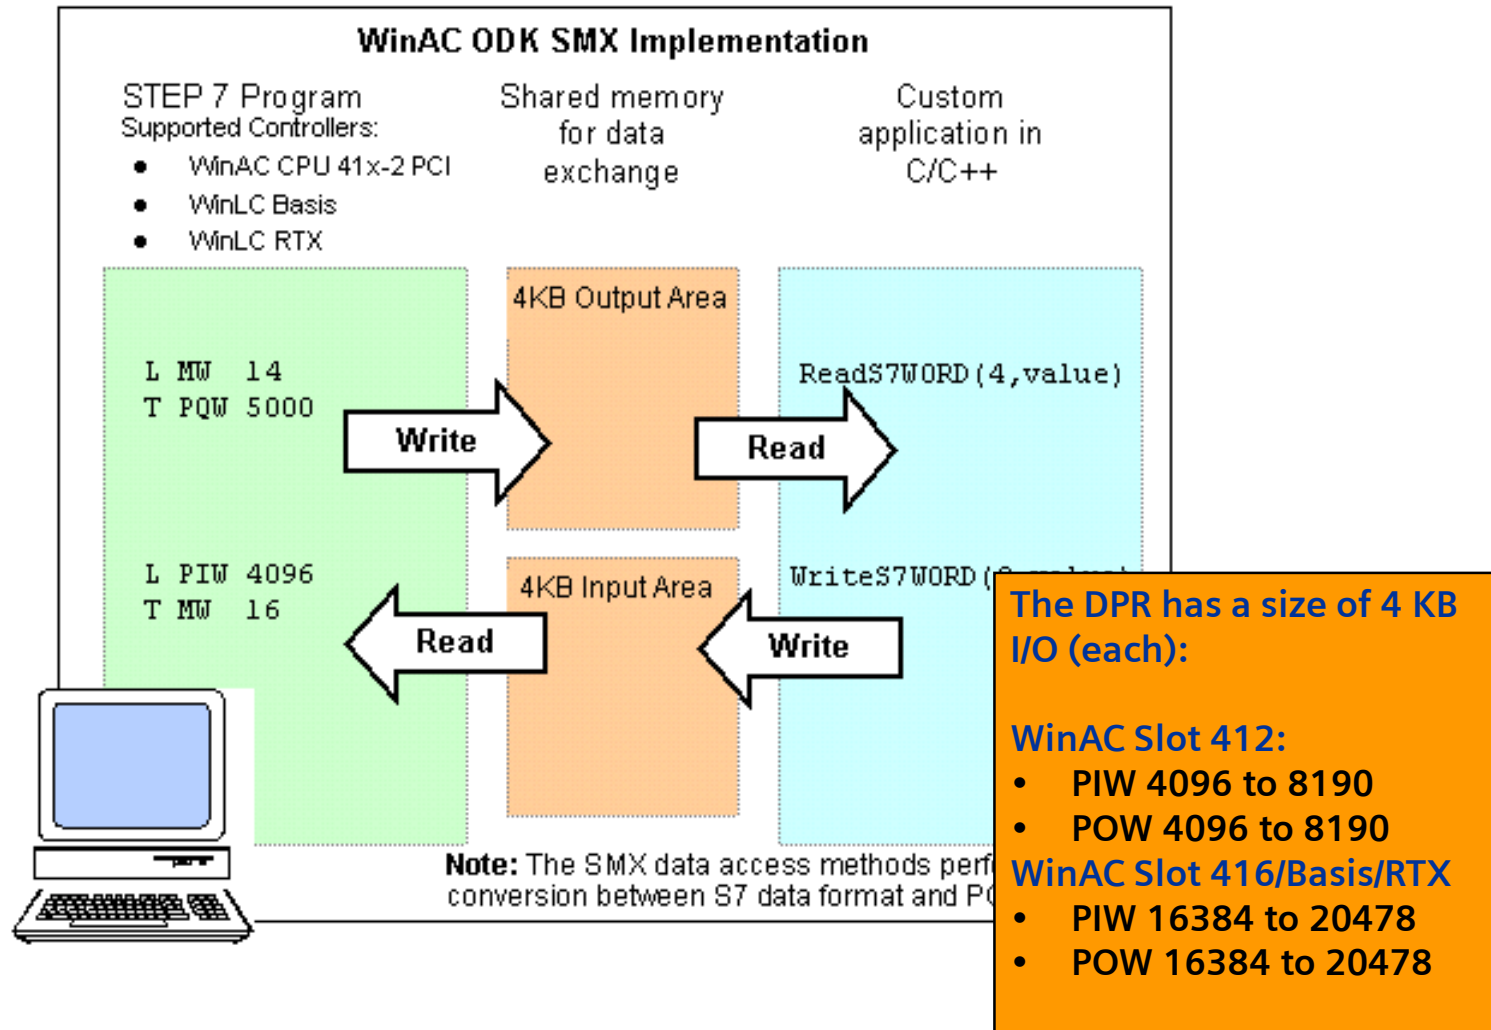 WinAC ODK SMX Implementation
STEP 7 Program
Supported Controllers:
● WinAC CPU 41x-2 PCI
● WinLC Basis
● WinLC RTX
Shared memory
for data
exchange
Custom
application in
C/C++
4KB Output Area
L MW 14
T PQW 5000
Write
Read
ReadS7WORD(4,value)
L PIW 4096
T MW 16
4KB Input Area
Read
Write
WriteS7WORD(
Note: The SMX data access methods
conversion between S7 data format and
The DPR has a size of 4 KB
I/O (each):
WinAC Slot 412:
• PIW 4096 to 8190
• POW 4096 to 8190
WinAC Slot 416/Basis/RTX
• PIW 16384 to 20478
• POW 16384 to 20478